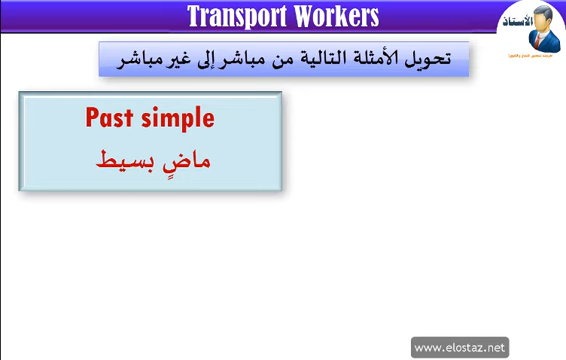 Transport Workers
الأستاذ
تحويل الأمثلة التالية من مباشر إلى غير مباشر
Past simple
ماضٍ بسيط
www.elostaz.net